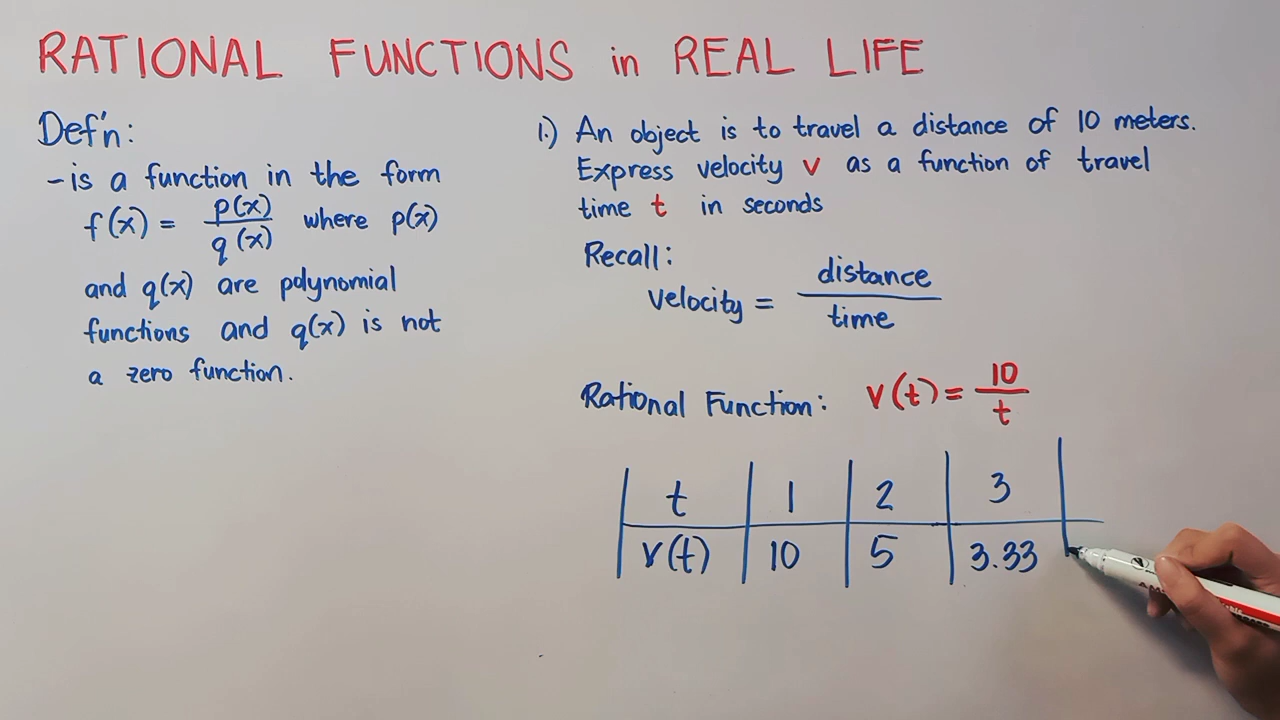 RATIONAL FUNCTIONS in REAL LIFE
Def'n:
- is a function in the form
f(x) = p(x)/q(x) where p(x)
and q(x) are polynomial
functions and q(x) is not
a zero function.
1.) An object is to travel a distance of 10 meters.
Express velocity v as a function of travel
time t in seconds
Recall:
velocity = distance/time
Rational Function: v(t) = 10/t
t 1 2 3
v(t) 10 5 3.33